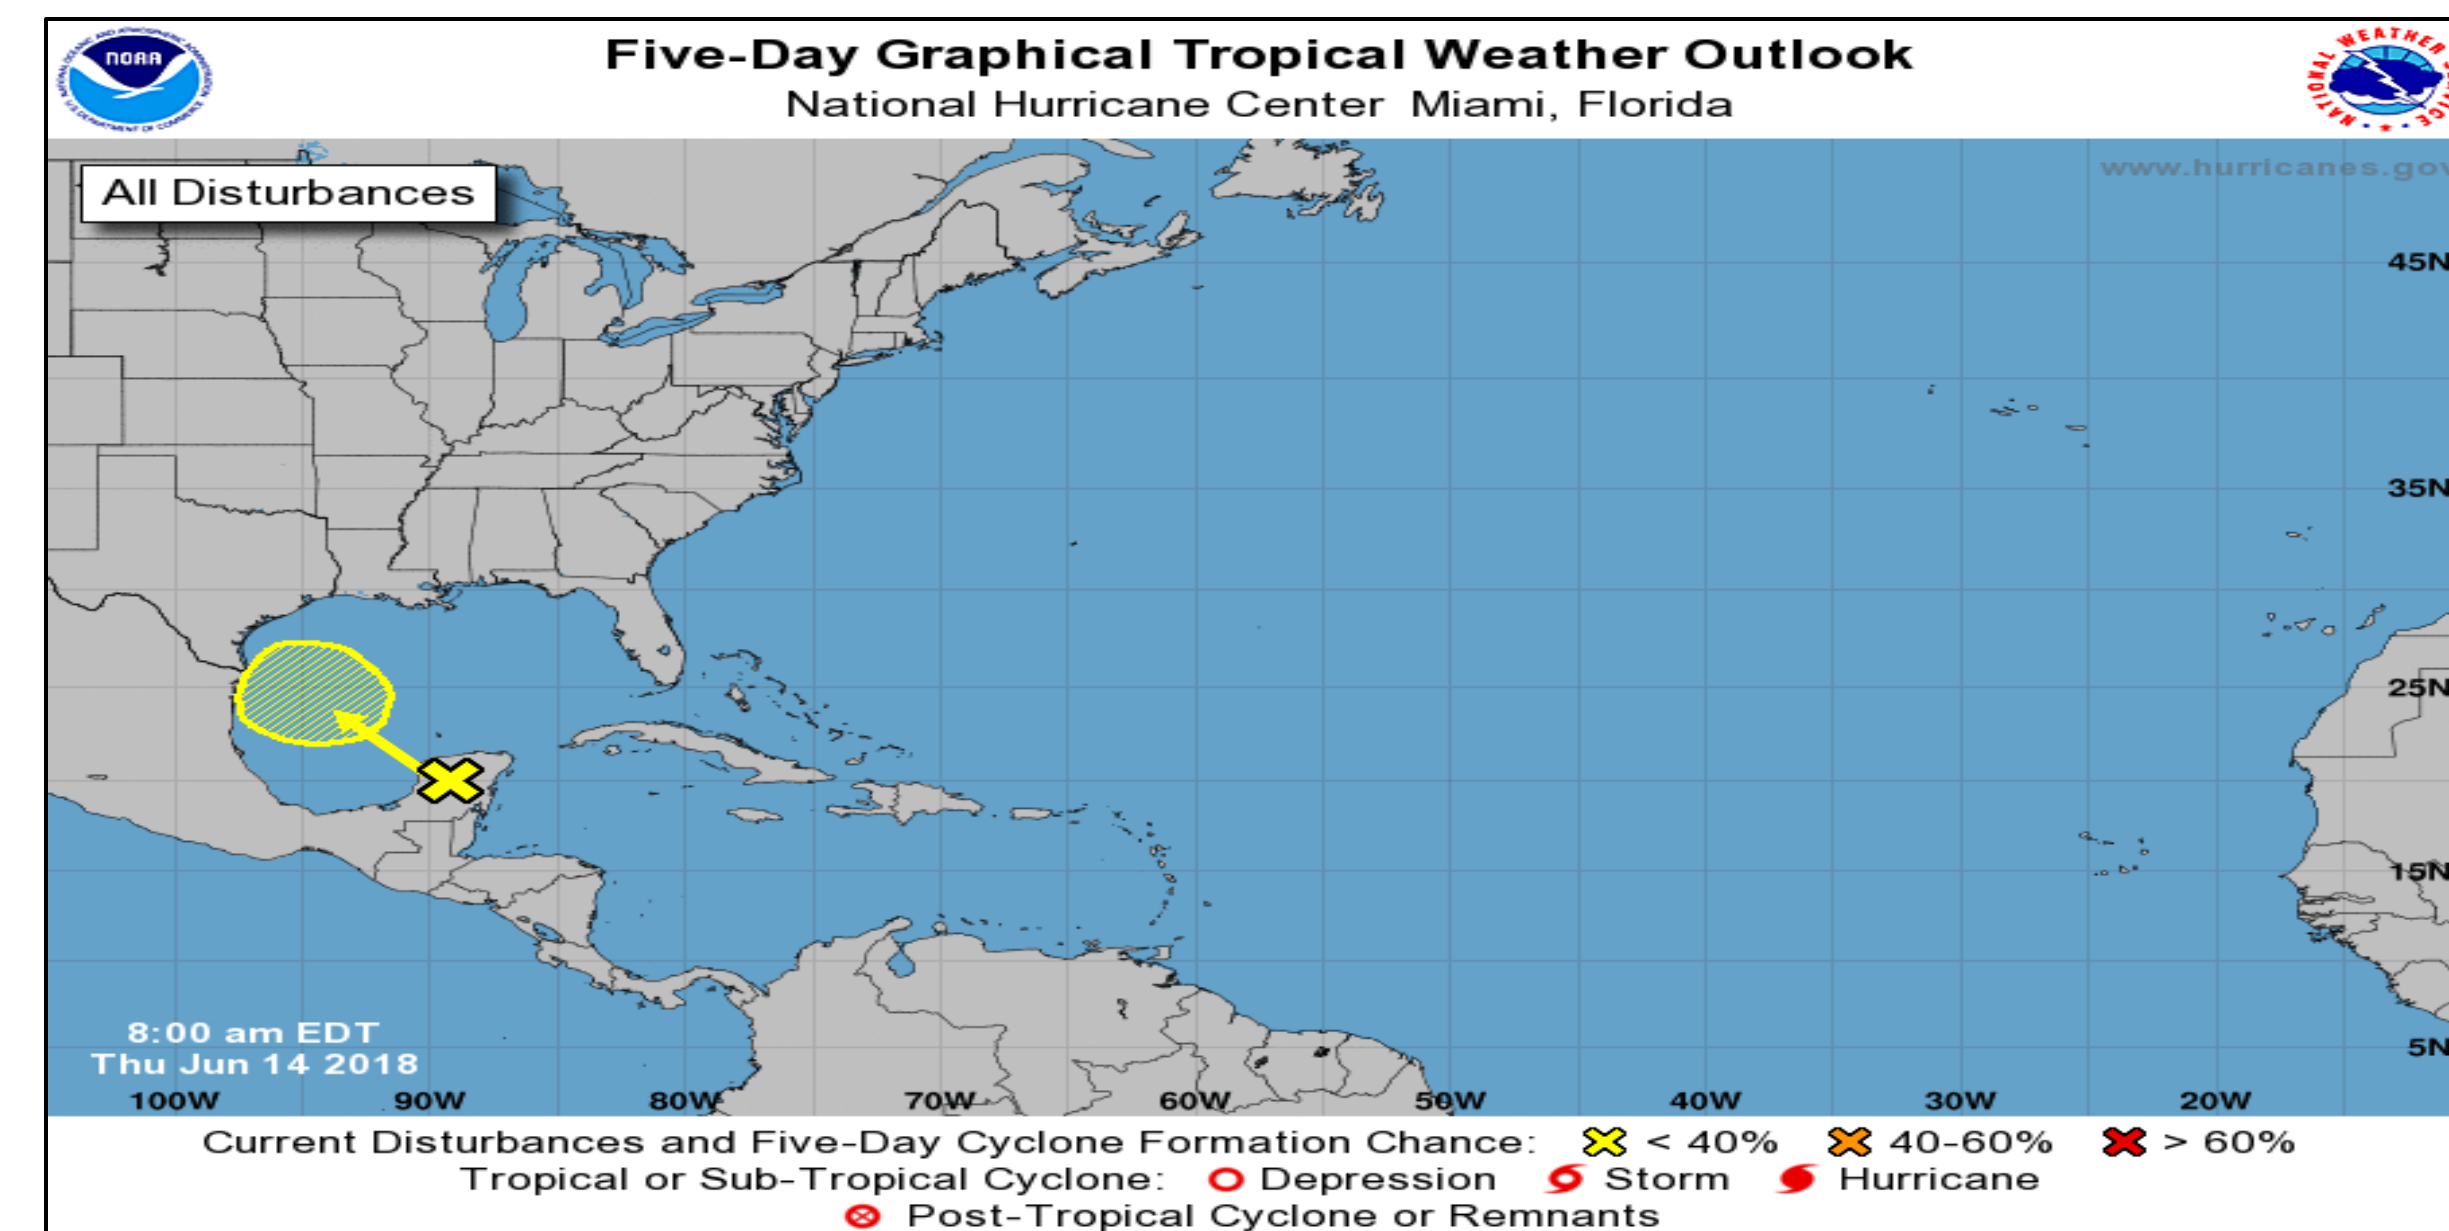 Five-Day Graphical Tropical Weather Outlook
National Hurricane Center Miami, Florida
NOAA
NATIONAL WEATHER
All Disturbances
www.hurricanes.gov
45N
35N
25N
15N
5N
8:00 am EDT
Thu Jun 14 2018
100W 90W 80W 70W 60W 50W 40W 30W 20W
Current Disturbances and Five-Day Cyclone Formation Chance: < 40% 40-60% > 60%
Tropical or Sub-Tropical Cyclone: Depression Storm Hurricane
Post-Tropical Cyclone or Remnants